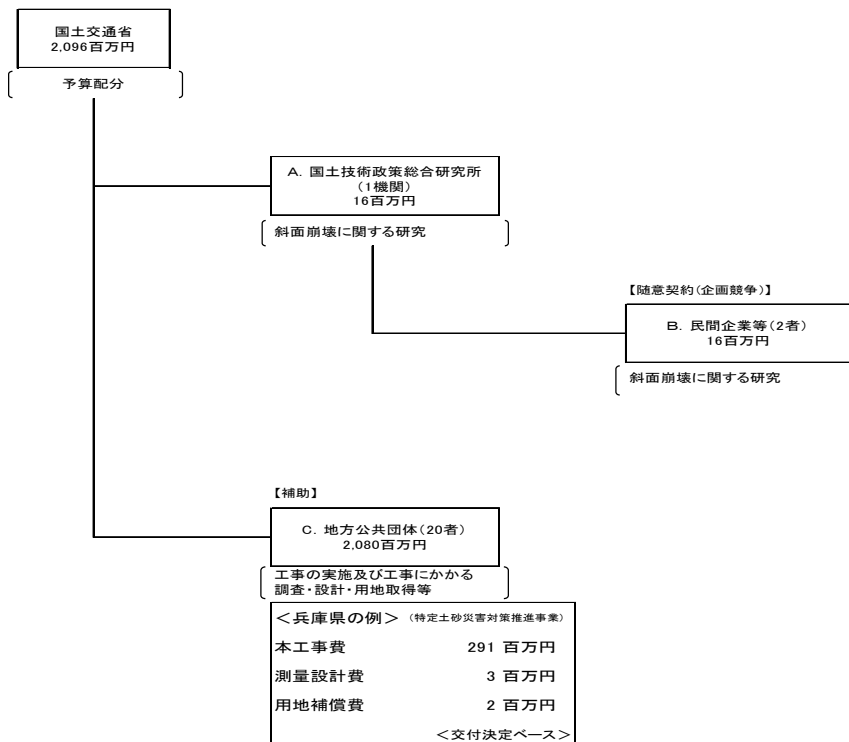 国土交通省
2,096百万円
予算配分
A. 国土技術政策総合研究所
(1機関)
16百万円
斜面崩壊に関する研究
【随意契約(企画競争)】
B. 民間企業等(2者)
16百万円
斜面崩壊に関する研究
【補助】
C. 地方公共団体(20者)
2,080百万円
工事の実施及び工事にかかる
調査・設計・用地取得等
＜兵庫県の例＞ (特定土砂災害対策推進事業)
本工事費 291 百万円
測量設計費 3 百万円
用地補償費 2 百万円
＜交付決定ベース＞